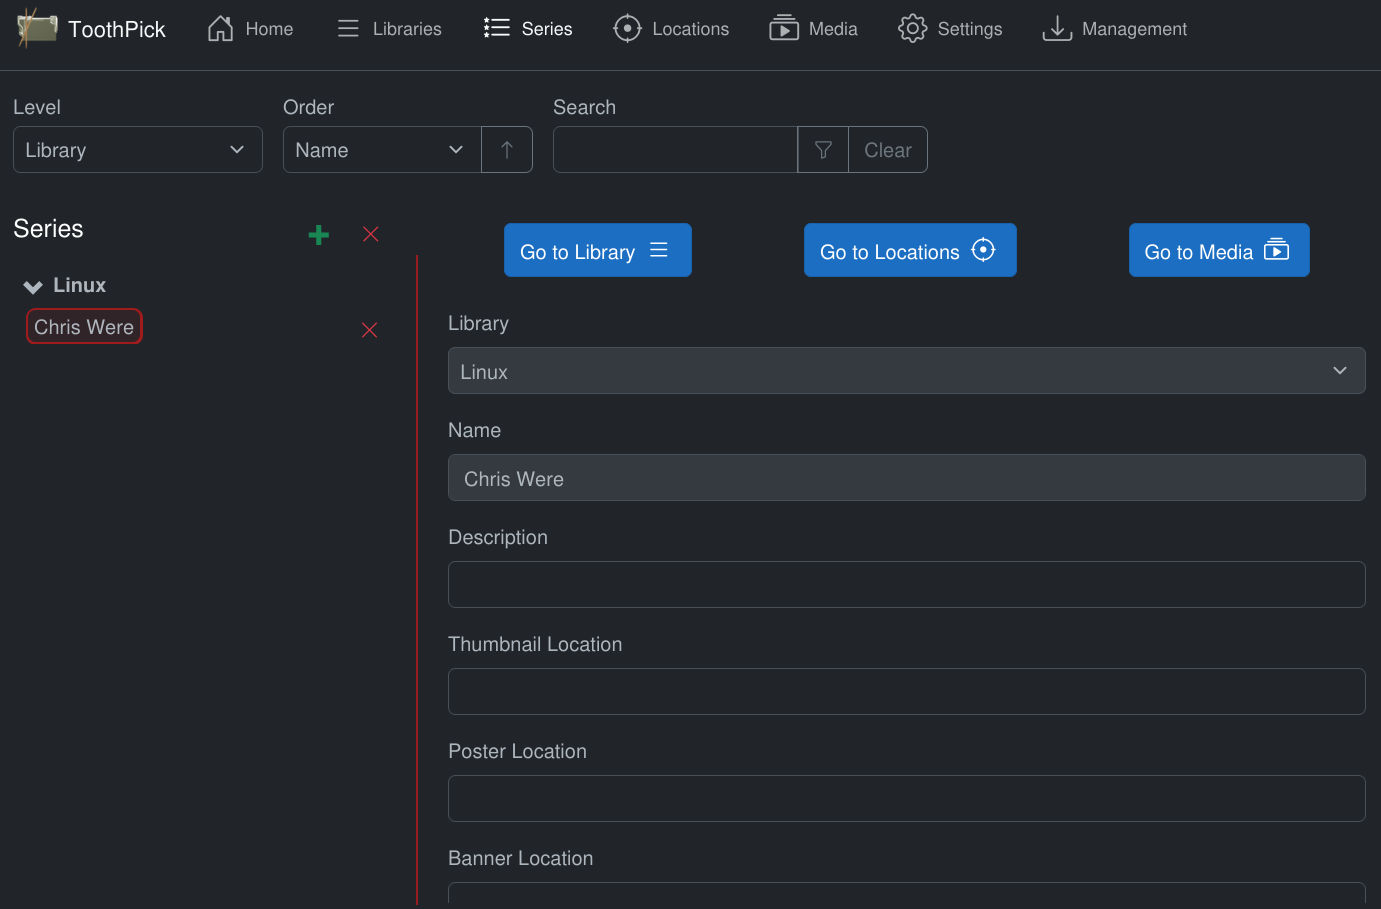 ToothPick Home Libraries Series Locations Media Settings Management
Level Order Search
Library Name Clear
Series
Go to Library Go to Locations Go to Media
Linux
Chris Were
Library
Linux
Name
Chris Were
Description
Thumbnail Location
Poster Location
Banner Location